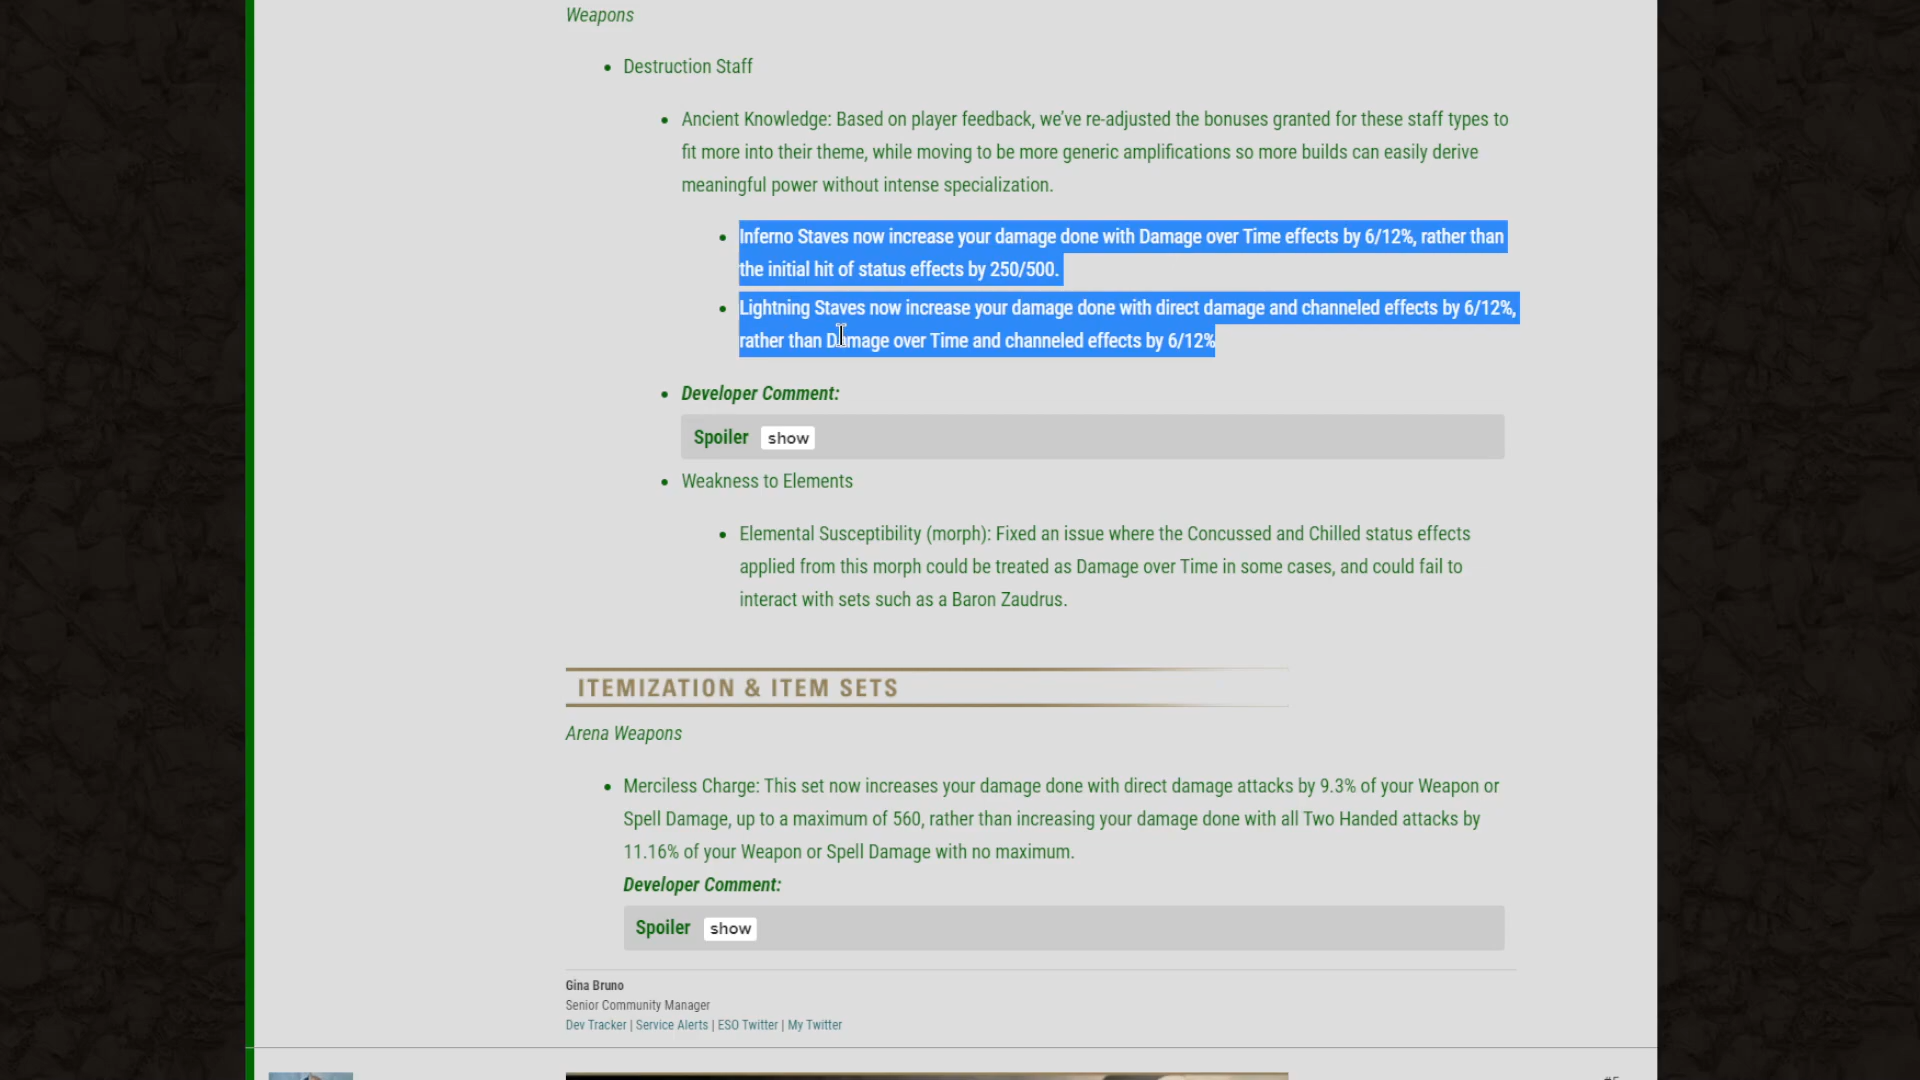 Weapons
Destruction Staff
Ancient Knowledge: Based on player feedback, we've re-adjusted the bonuses granted for these staff types to
fit more into their theme, while moving to be more generic amplifications so more builds can easily derive
meaningful power without intense specialization.
Inferno Staves now increase your damage done with Damage over Time effects by 6/12%, rather than
the initial hit of status effects by 250/500.
Lightning Staves now increase your damage done with direct damage and channeled effects by 6/12%,
rather than Damage over Time and channeled effects by 6/12%
Developer Comment:
Spoiler show
Weakness to Elements
Elemental Susceptibility (morph): Fixed an issue where the Concussed and Chilled status effects
applied from this morph could be treated as Damage over Time in some cases, and could fail to
interact with sets such as a Baron Zaudrus.
ITEMIZATION & ITEM SETS
Arena Weapons
Merciless Charge: This set now increases your damage done with direct damage attacks by 9.3% of your Weapon or
Spell Damage, up to a maximum of 560, rather than increasing your damage done with all Two Handed attacks by
11.16% of your Weapon or Spell Damage with no maximum.
Developer Comment:
Spoiler show
Gina Bruno
Senior Community Manager
Dev Tracker | Service Alerts | ESO Twitter | My Twitter